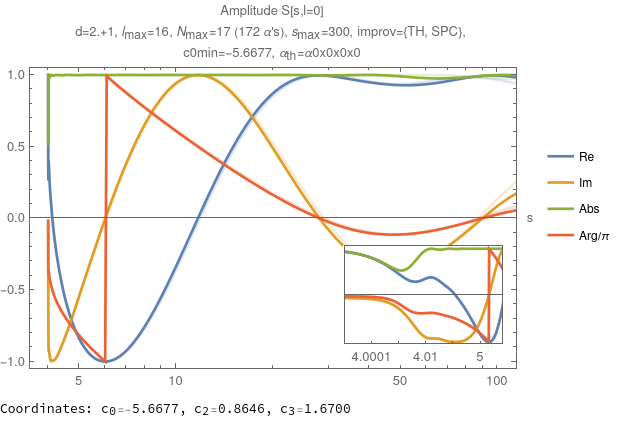 Amplitude S[s,l=0]
d=2.+1, lmax=16, Nmax=17 (172 α's), smax=300, improv={TH, SPC},
c0min=−5.6677, αth=α0x0x0x0
1.0
0.5
0.0
−0.5
−1.0
5
10
50
100
s
Re
Im
Abs
Arg/π
4.0001
4.01
5
Coordinates: c0=-5.6677, c2=0.8646, c3=1.6700